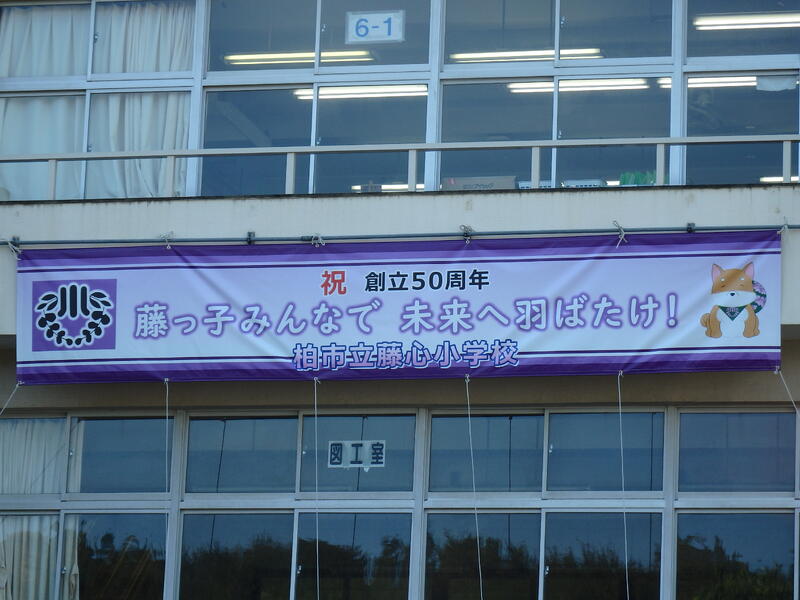 6-1
祝 創立50周年
藤っ子みんなで 未来へ羽ばたけ!
柏市立藤心小学校
図工室